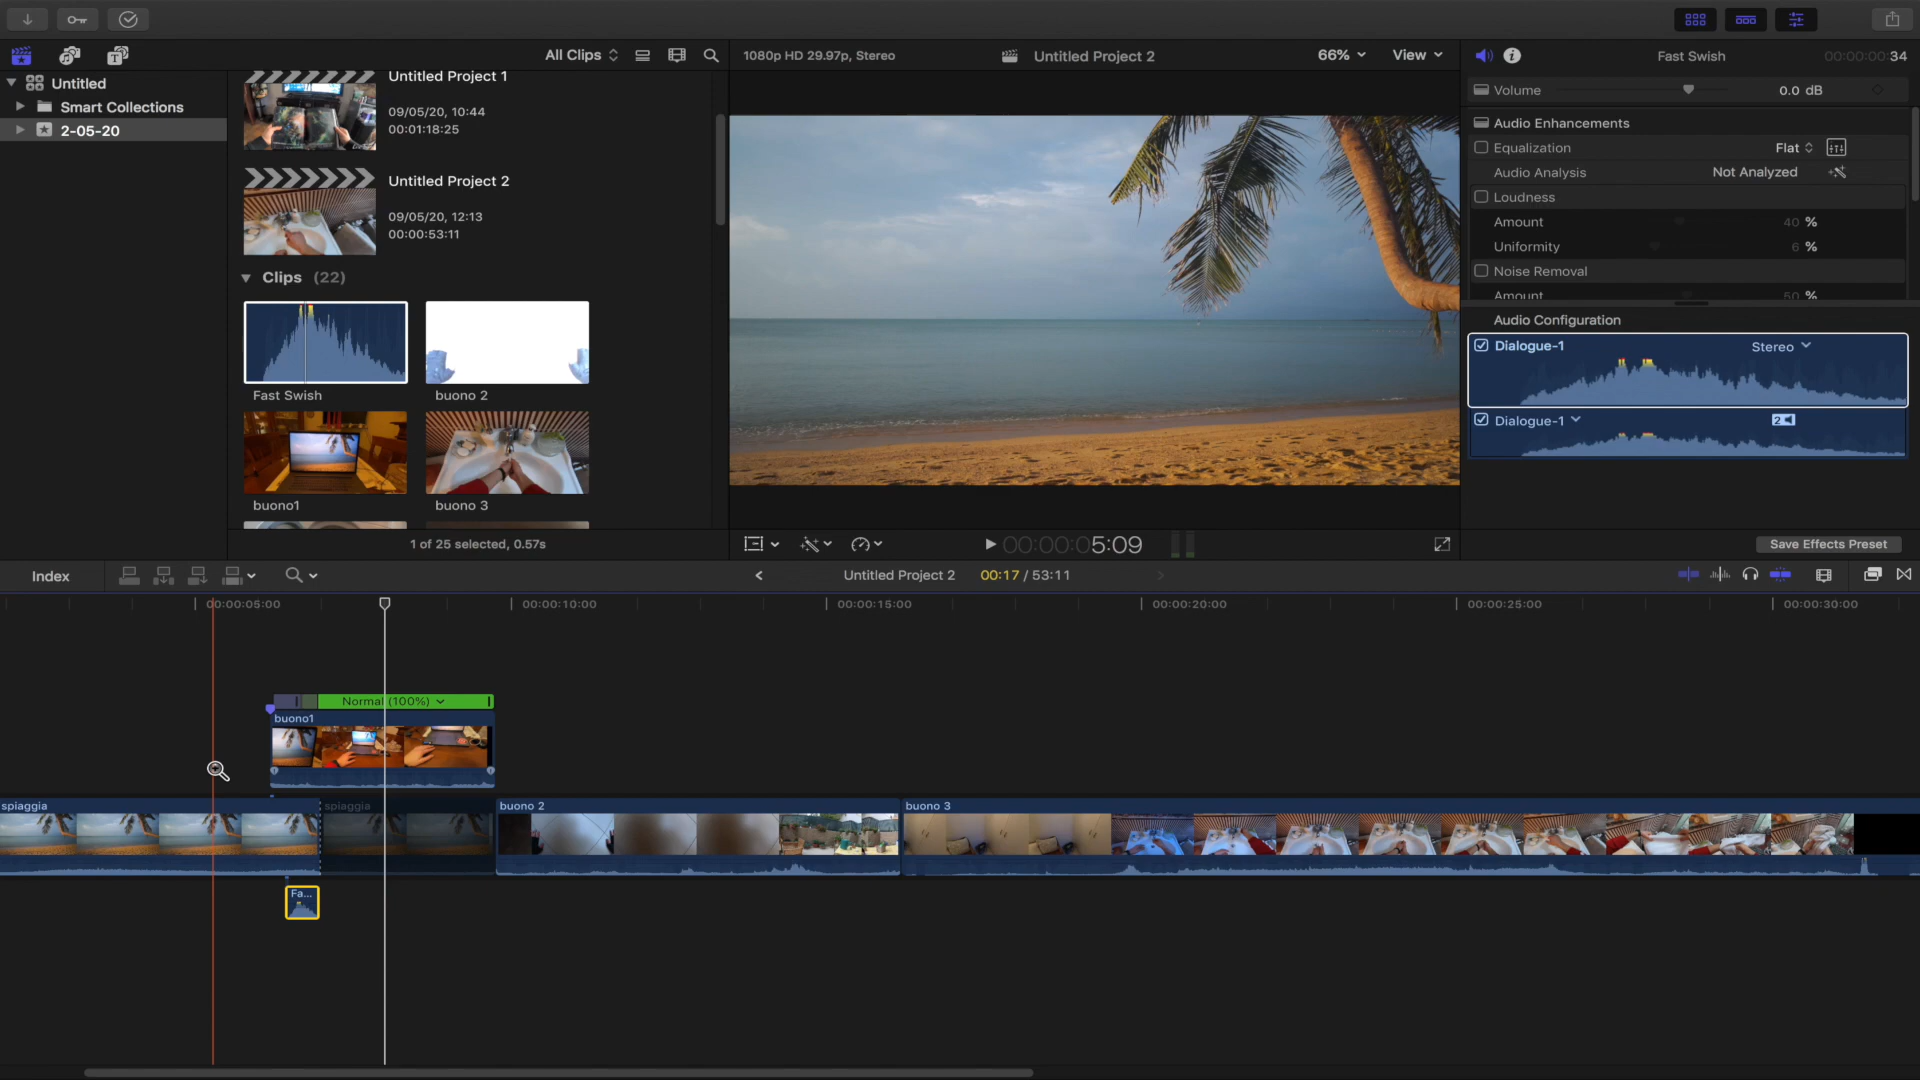 All Clips
1080p HD 29.97p, Stereo
Untitled Project 2
66%
View
Fast Swish
00:00:00:34
Untitled
Smart Collections
2-05-20
Untitled Project 1
09/05/20, 10:44
00:01:18:25
Untitled Project 2
09/05/20, 12:13
00:00:53:11
Clips (22)
Fast Swish
buono 2
buono1
buono 3
1 of 25 selected, 0.57s
Volume
0.0 dB
Audio Enhancements
Equalization
Flat
Audio Analysis
Not Analyzed
Loudness
Amount
40 %
Uniformity
6 %
Noise Removal
Amount
50 %
Audio Configuration
Dialogue-1
Stereo
Dialogue-1
2
00:00:05:09
Save Effects Preset
Index
Untitled Project 2
00:17 / 53:11
00:00:05:00
00:00:10:00
00:00:15:00
00:00:20:00
00:00:25:00
00:00:30:00
Normal (100%)
buono1
spiaggia
spiaggia
buono 2
buono 3
Fa...